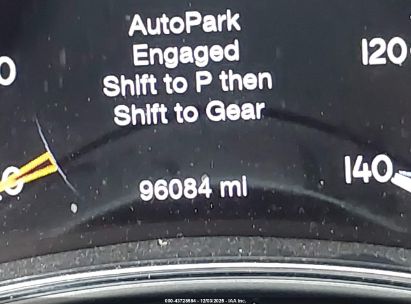 AutoPark
Engaged
Shift to P then
Shift to Gear
120
140
96084 mi